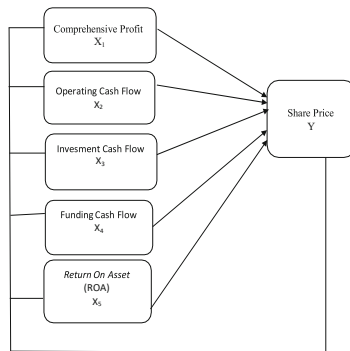 Comprehensive Profit
X₁
Operating Cash Flow
X₂
Invesment Cash Flow
X₃
Funding Cash Flow
X₄
Return On Asset
(ROA)
X₅
Share Price
Y